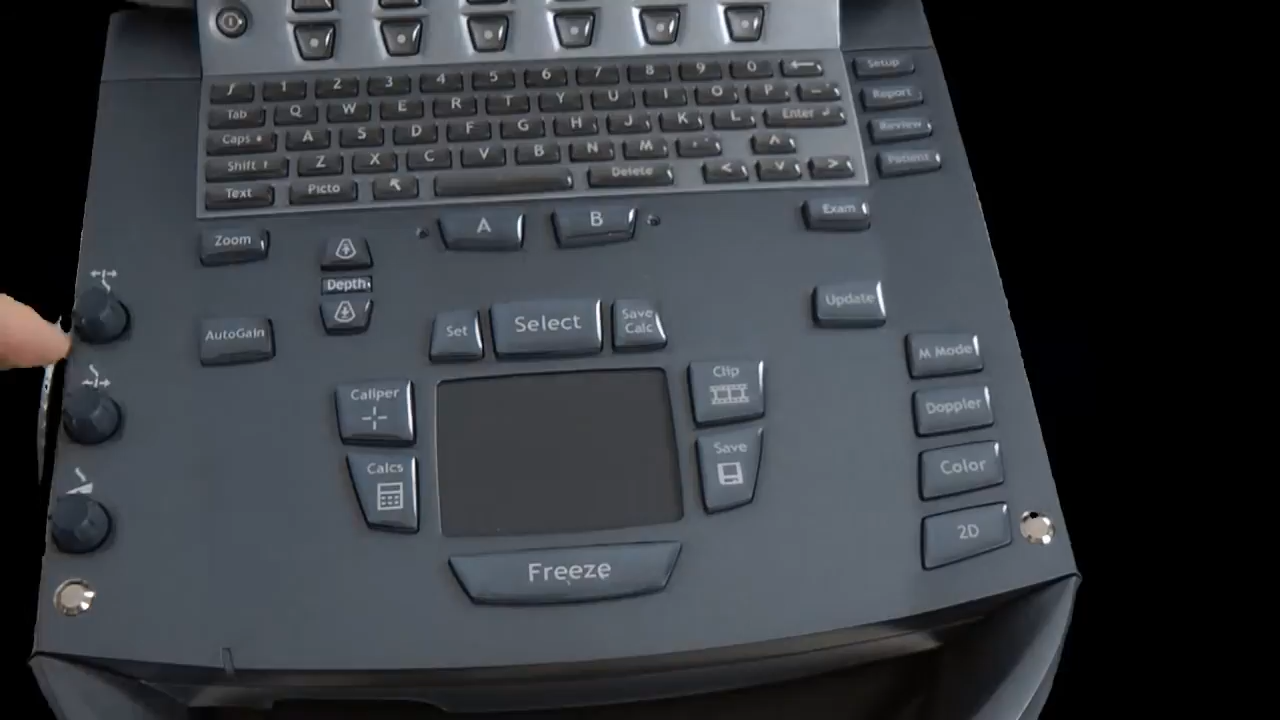 ƒ 1 2 3 4 5 6 7 8 9 0
Tab Q W E R T Y U I O P
Caps A S D F G H J K L Enter
Shift Z X C V B N M
Text Picto Delete
Setup
Report
Review
Patient
A B
Exam
Zoom
Depth
Update
AutoGain
Set Select Save Calc
M Mode
Caliper
Clip
Doppler
Calcs
Save
Color
2D
Freeze